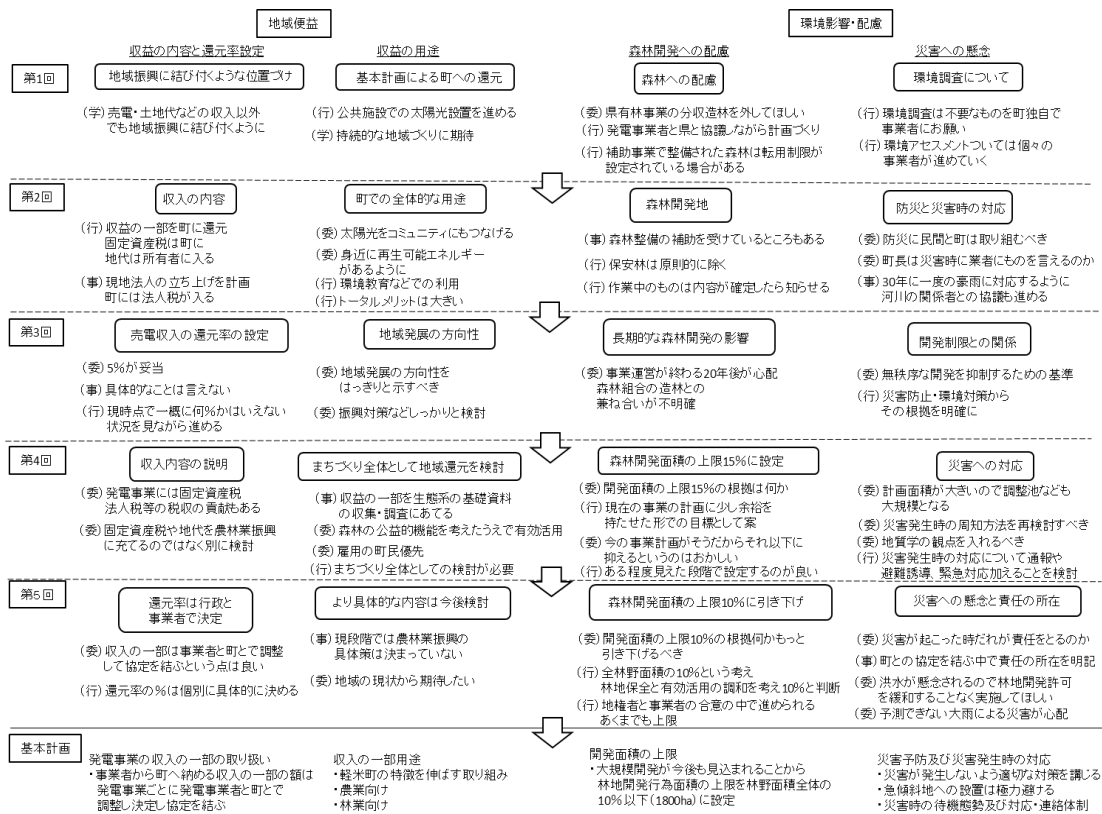 地域便益
環境影響・配慮
収益の内容と還元率設定
収益の用途
森林開発への配慮
災害への懸念
第1回
地域振興に結び付くような位置づけ
(学)売電・土地代などの収入以外
でも地域振興に結び付くように
基本計画による町への還元
(行)公共施設での太陽光設置を進める
(学)持続的な地域づくりに期待
森林への配慮
(委)県有林事業の分収造林を外してほしい
(行)発電事業者と県と協議しながら計画づくり
(行)補助事業で整備された森林は転用制限が
設定されている場合がある
環境調査について
(行)環境調査は不要なものを町独自で
事業者にお願い
(行)環境アセスメントついては個々の
事業者が進めていく
第2回
収入の内容
(行)収益の一部を町に還元
固定資産税は町に
地代は所有者に入る
(事)現地法人の立ち上げを計画
町には法人税が入る
町での全体的な用途
(委)太陽光をコミュニティにもつなげる
(委)身近に再生可能エネルギー
があるように
(行)環境教育などでの利用
(行)トータルメリットは大きい
森林開発地
(事)森林整備の補助を受けているところもある
(行)保安林は原則的に除く
(行)作業中のものは内容が確定したら知らせる
防災と災害時の対応
(委)防災に民間と町は取り組むべき
(委)町長は災害時に業者にものを言えるのか
(事)30年に一度の豪雨に対応するように
河川の関係者との協議も進める
第3回
売電収入の還元率の設定
(委)5%が妥当
(事)具体的なことは言えない
(行)現時点で一概に何%かはいえない
状況を見ながら進める
地域発展の方向性
(委)地域発展の方向性を
はっきりと示すべき
(委)振興対策などしっかりと検討
長期的な森林開発の影響
(委)事業運営が終わる20年後が心配
森林組合の造林との
兼ね合いが不明確
開発制限との関係
(委)無秩序な開発を抑制するための基準
(行)災害防止・環境対策から
その根拠を明確に
第4回
収入内容の説明
(委)発電事業には固定資産税
法人税等の税収の貢献もある
(委)固定資産税や地代を農林業振興
に充てるのではなく別に検討
まちづくり全体として地域還元を検討
(事)収益の一部を生態系の基礎資料
の収集・調査にあてる
(委)森林の公益的機能を考えたうえで有効活用
(委)雇用の町民優先
(行)まちづくり全体としての検討が必要
森林開発面積の上限15%に設定
(委)開発面積の上限15%の根拠は何か
(行)現在の事業の計画に少し余裕を
持たせた形での目標として案
(委)今の事業計画がそうだからそれ以下に
抑えるというのはおかしい
(行)ある程度見えた段階で設定するのが良い
災害への対応
(委)計画面積が大きいので調整池なども
大規模となる
(委)災害発生時の周知方法を再検討すべき
(委)地質学の観点を入れるべき
(行)災害発生時の対応について通報や
避難誘導、緊急対応加えることを検討
第5回
還元率は行政と
事業者で決定
(委)収入の一部は事業者と町とで調整
して協定を結ぶという点は良い
(行)還元率の%は個別に具体的に決める
より具体的な内容は今後検討
(事)現段階では農林業振興の
具体策は決まっていない
(委)地域の現状から期待したい
森林開発面積の上限10%に引き下げ
(委)開発面積の上限10%の根拠何かもっと
引き下げるべき
(行)全林野面積の10%という考え
林地保全と有効活用の調和を考え10%と判断
(行)地権者と事業者の合意の中で進められる
あくまでも上限
災害への懸念と責任の所在
(委)災害が起こった時だれが責任をとるのか
(事)町との協定を結ぶ中で責任の所在を明記
(委)洪水が懸念されるので林地開発許可
を緩和することなく実施してほしい
(委)予測できない大雨による災害が心配
基本計画
発電事業の収入の一部の取り扱い
・事業者から町へ納める収入の一部の額は
発電事業ごとに発電事業者と町とで
調整し決定し協定を結ぶ
収入の一部用途
・軽米町の特徴を伸ばす取り組み
・農業向け
・林業向け
開発面積の上限
・大規模開発が今後も見込まれることから
林地開発行為面積の上限を林野面積全体の
10%以下(1800ha)に設定
災害予防及び災害発生時の対応
・災害が発生しないよう適切な対策を講じる
・急傾斜地への設置は極力避ける
・災害時の待機態勢及び対応・連絡体制